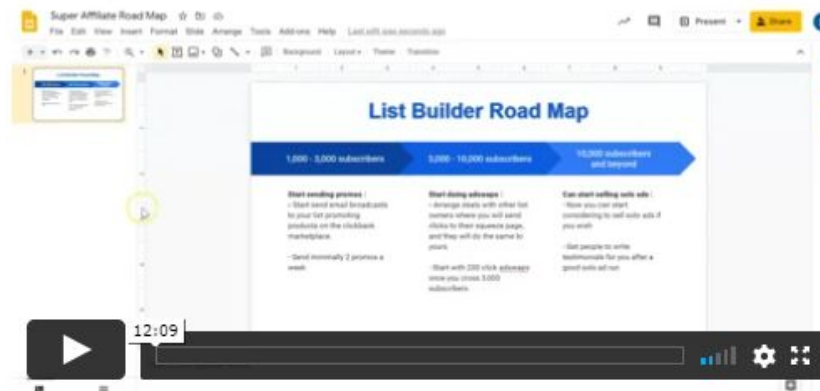 Super Affiliate Road Map
File Edit View Insert Format Slide Arrange Tools Add-ons Help Last edit was seconds ago
Present
Share
Background Layout Theme Transition
List Builder Road Map
1,000 - 3,000 subscribers
3,000 - 10,000 subscribers
10,000 subscribers
and beyond
Start sending promos :
- Start send email broadcasts
to your list promoting
products on the clickbank
marketplace.
- Send minimally 2 promos a
week
Start doing adswaps :
- Arrange deals with other list
owners where you will send
clicks to their squeeze page,
and they will do the same to
yours.
- Start with 200 click adswaps
once you cross 3,000
subscribers
Can start selling solo ads :
- Now you can start
considering to sell solo ads if
you wish
- Get people to write
testimonials for you after a
good solo ad run
12:09